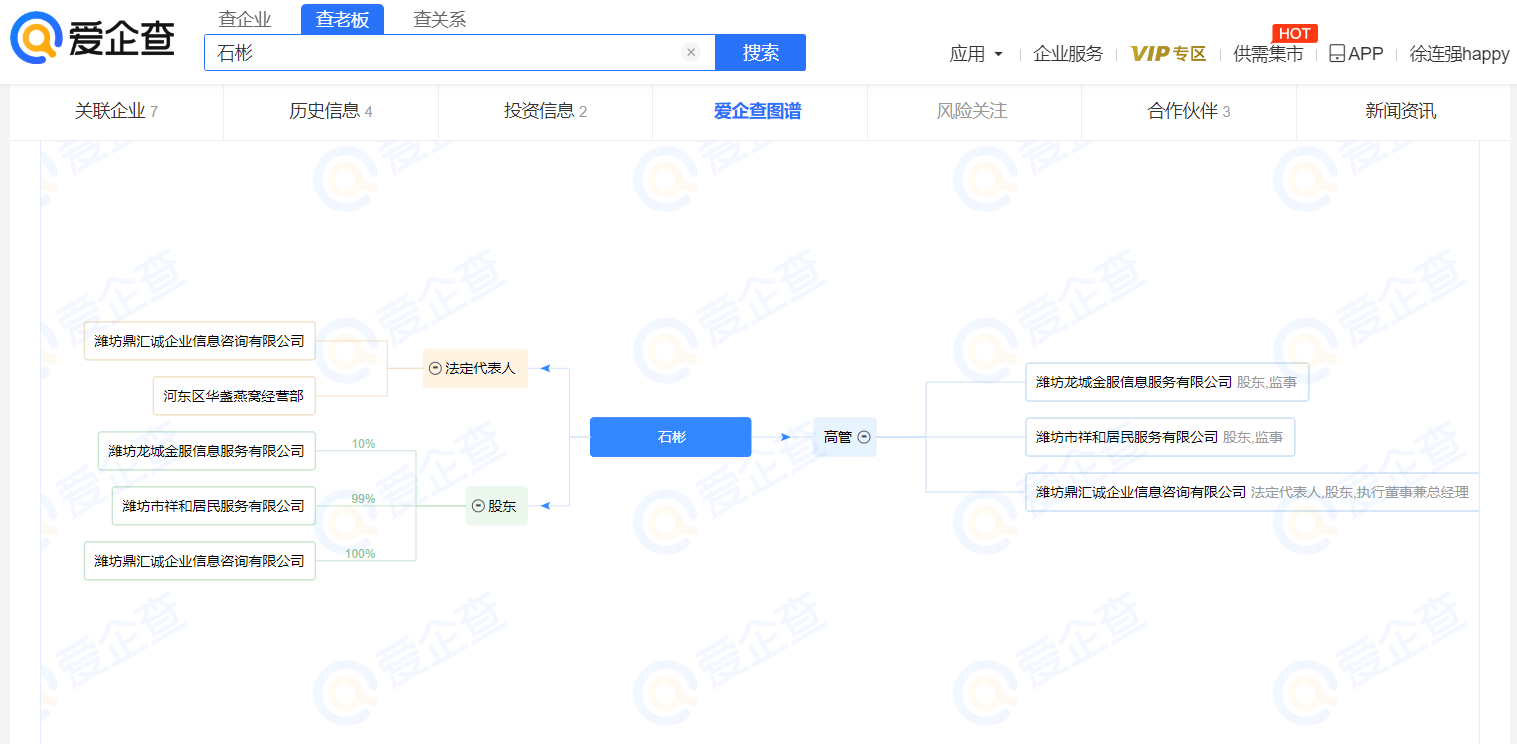 爱企查
查企业 查老板 查关系
石彬 × 搜索
应用 企业服务 VIP专区 供需集市 HOT APP 徐连强happy
关联企业 7 历史信息 4 投资信息 2 爱企查图谱 风险关注 合作伙伴 3 新闻资讯
潍坊鼎汇诚企业信息咨询有限公司
河东区华盏燕窝经营部
法定代表人
潍坊龙城金服信息服务有限公司 10%
潍坊市祥和居民服务有限公司 99%
潍坊鼎汇诚企业信息咨询有限公司 100%
股东
石彬
高管
潍坊龙城金服信息服务有限公司 股东,监事
潍坊市祥和居民服务有限公司 股东,监事
潍坊鼎汇诚企业信息咨询有限公司 法定代表人,股东,执行董事兼总经理